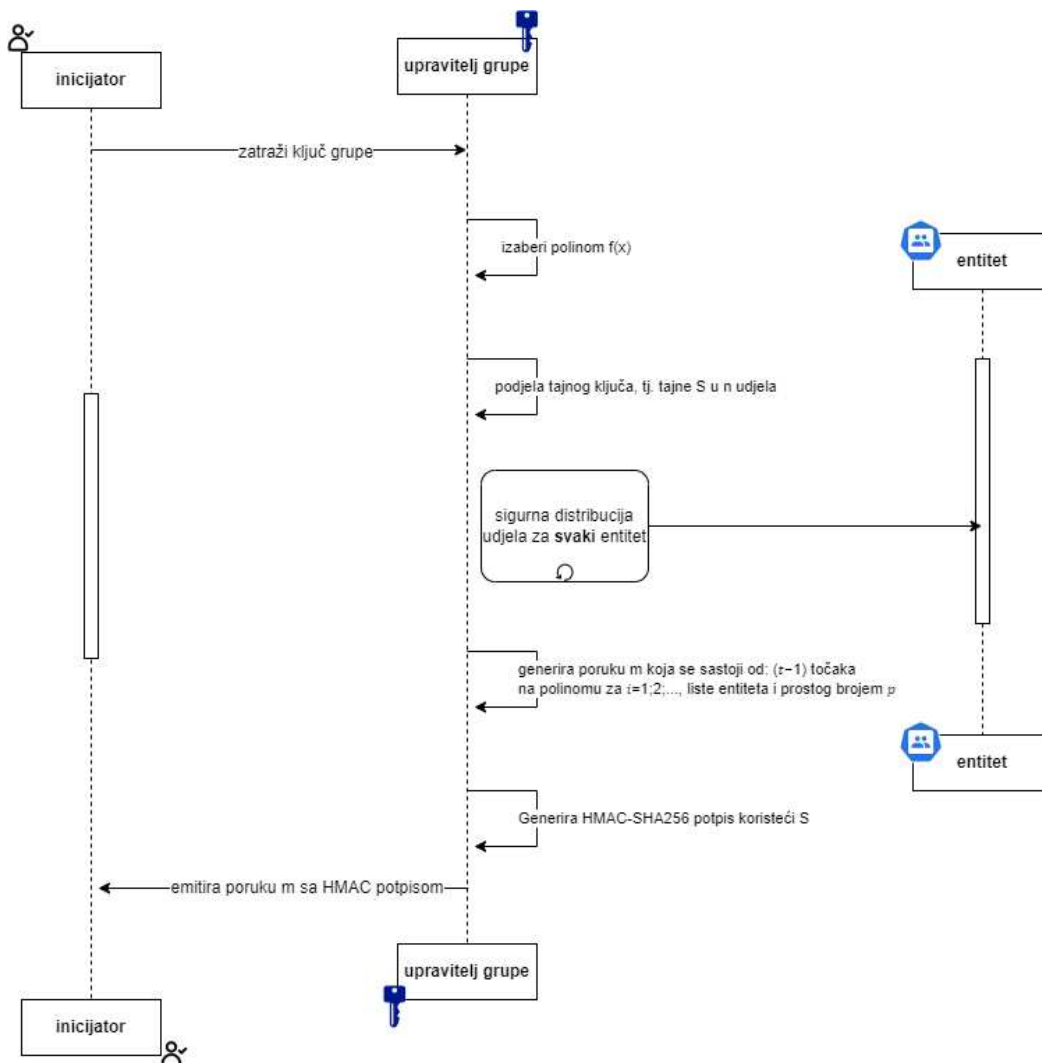 inicijator
upravitelj grupe
zatraži ključ grupe
izaberi polinom f(x)
entitet
podjela tajnog ključa, tj. tajne S u n udjela
sigurna distribucija
udjela za svaki entitet
generira poruku m koja se sastoji od: (t−1) točaka
na polinomu za i=1;2;..., liste entiteta i prostog brojem p
entitet
Generira HMAC-SHA256 potpis koristeći S
emitira poruku m sa HMAC potpisom
upravitelj grupe
inicijator